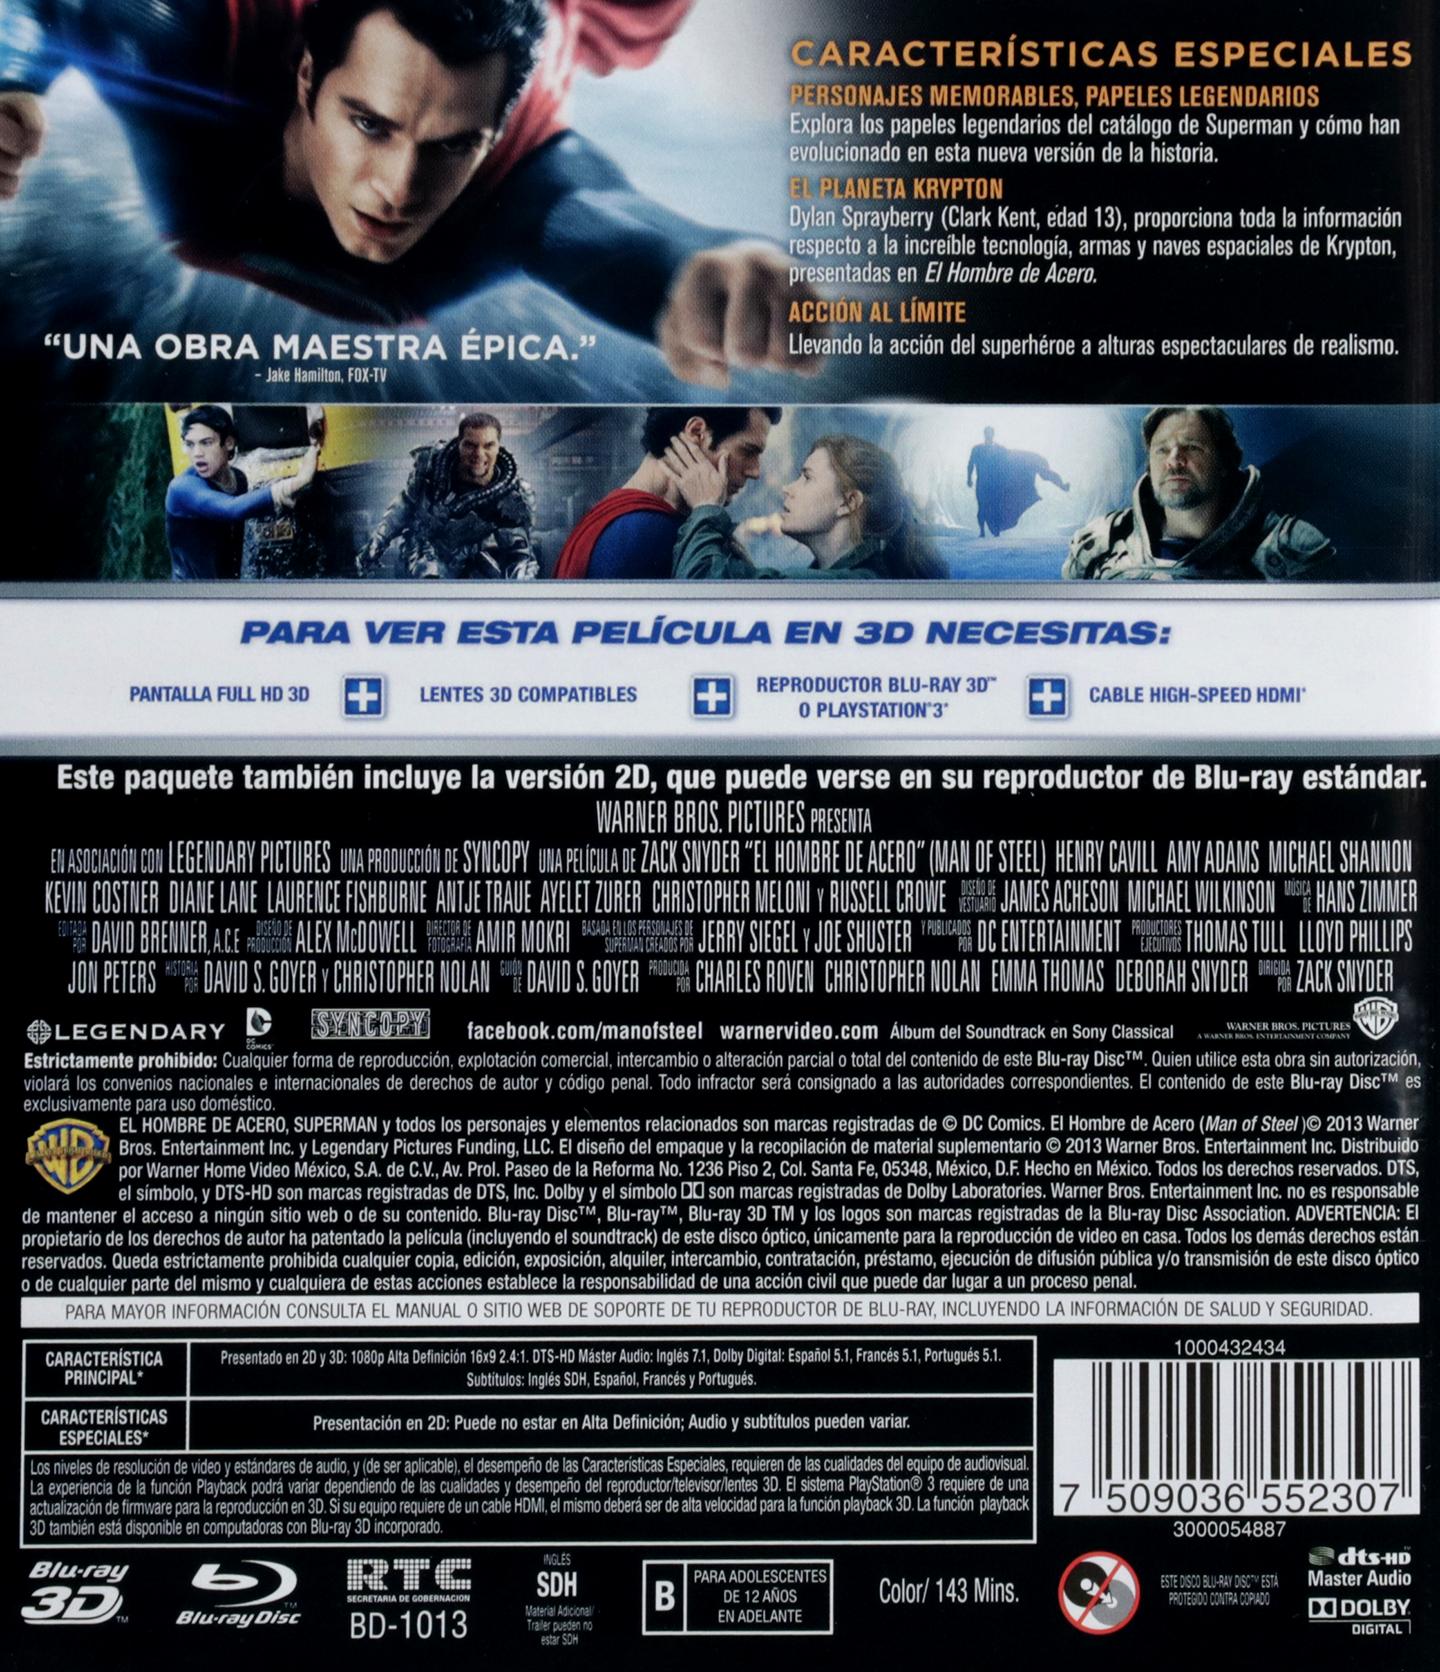 CARACTERÍSTICAS ESPECIALES
PERSONAJES MEMORABLES, PAPELES LEGENDARIOS
Explora los papeles legendarios del catálogo de Superman y cómo han
evolucionado en esta nueva versión de la historia.
EL PLANETA KRYPTON
Dylan Sprayberry (Clark Kent, edad 13), proporciona toda la información
respecto a la increíble tecnología, armas y naves espaciales de Krypton,
presentadas en El Hombre de Acero.
ACCIÓN AL LÍMITE
Llevando la acción del superhéroe a alturas espectaculares de realismo.
“UNA OBRA MAESTRA ÉPICA.”
- Jake Hamilton, FOX-TV
PARA VER ESTA PELÍCULA EN 3D NECESITAS:
PANTALLA FULL HD 3D + LENTES 3D COMPATIBLES + REPRODUCTOR BLU-RAY 3D™ O PLAYSTATION®3* + CABLE HIGH-SPEED HDMI*
Este paquete también incluye la versión 2D, que puede verse en su reproductor de Blu-ray estándar.
WARNER BROS. PICTURES PRESENTA
EN ASOCIACIÓN CON LEGENDARY PICTURES UNA PRODUCCIÓN DE SYNCOPY UNA PELÍCULA DE ZACK SNYDER “EL HOMBRE DE ACERO” (MAN OF STEEL) HENRY CAVILL AMY ADAMS MICHAEL SHANNON
KEVIN COSTNER DIANE LANE LAURENCE FISHBURNE ANTJE TRAUE AYELET ZURER CHRISTOPHER MELONI Y RUSSELL CROWE DISEÑO DE VESTUARIO JAMES ACHESON MICHAEL WILKINSON MÚSICA DE HANS ZIMMER
EDITADA POR DAVID BRENNER, A.C.E DISEÑO DE PRODUCCIÓN ALEX McDOWELL DIRECTOR DE FOTOGRAFÍA AMIR MOKRI BASADA EN LOS PERSONAJES DE SUPERMAN CREADOS POR JERRY SIEGEL Y JOE SHUSTER Y PUBLICADOS POR DC ENTERTAINMENT PRODUCTORES EJECUTIVOS THOMAS TULL LLOYD PHILLIPS
JON PETERS HISTORIA POR DAVID S. GOYER Y CHRISTOPHER NOLAN GUIÓN DE DAVID S. GOYER PRODUCIDA POR CHARLES ROVEN CHRISTOPHER NOLAN EMMA THOMAS DEBORAH SNYDER DIRIGIDA POR ZACK SNYDER
LEGENDARY DC COMICS™ SYNCOPY facebook.com/manofsteel warnervideo.com Álbum del Soundtrack en Sony Classical WARNER BROS. PICTURES A WARNER BROS. ENTERTAINMENT COMPANY WB
Estrictamente prohibido: Cualquier forma de reproducción, explotación comercial, intercambio o alteración parcial o total del contenido de este Blu-ray Disc™. Quien utilice esta obra sin autorización,
violará los convenios nacionales e internacionales de derechos de autor y código penal. Todo infractor será consignado a las autoridades correspondientes. El contenido de este Blu-ray Disc™ es
exclusivamente para uso doméstico.
EL HOMBRE DE ACERO, SUPERMAN y todos los personajes y elementos relacionados son marcas registradas de © DC Comics. El Hombre de Acero (Man of Steel )© 2013 Warner
Bros. Entertainment Inc. y Legendary Pictures Funding, LLC. El diseño del empaque y la recopilación de material suplementario © 2013 Warner Bros. Entertainment Inc. Distribuido
por Warner Home Video México, S.A. de C.V., Av. Prol. Paseo de la Reforma No. 1236 Piso 2, Col. Santa Fe, 05348, México, D.F. Hecho en México. Todos los derechos reservados. DTS,
el símbolo, y DTS-HD son marcas registradas de DTS, Inc. Dolby y el símbolo DD son marcas registradas de Dolby Laboratories. Warner Bros. Entertainment Inc. no es responsable
de mantener el acceso a ningún sitio web o de su contenido. Blu-ray Disc™, Blu-ray™, Blu-ray 3D TM y los logos son marcas registradas de la Blu-ray Disc Association. ADVERTENCIA: El
propietario de los derechos de autor ha patentado la película (incluyendo el soundtrack) de este disco óptico, únicamente para la reproducción de video en casa. Todos los demás derechos están
reservados. Queda estrictamente prohibida cualquier copia, edición, exposición, alquiler, intercambio, contratación, préstamo, ejecución de difusión pública y/o transmisión de este disco óptico
o de cualquier parte del mismo y cualquiera de estas acciones establece la responsabilidad de una acción civil que puede dar lugar a un proceso penal.
PARA MAYOR INFORMACIÓN CONSULTA EL MANUAL O SITIO WEB DE SOPORTE DE TU REPRODUCTOR DE BLU-RAY, INCLUYENDO LA INFORMACIÓN DE SALUD Y SEGURIDAD.
CARACTERÍSTICA
PRINCIPAL*
Presentado en 2D y 3D: 1080p Alta Definición 16x9 2.4:1. DTS-HD Máster Audio: Inglés 7.1, Dolby Digital: Español 5.1, Francés 5.1, Portugués 5.1.
Subtítulos: Inglés SDH, Español, Francés y Portugués.
CARACTERÍSTICAS
ESPECIALES*
Presentación en 2D: Puede no estar en Alta Definición; Audio y subtítulos pueden variar.
Los niveles de resolución de video y estándares de audio, y (de ser aplicable), el desempeño de las Características Especiales, requieren de las cualidades del equipo de audiovisual.
La experiencia de la función Playback podrá variar dependiendo de las cualidades y desempeño del reproductor/televisor/lentes 3D. El sistema PlayStation® 3 requiere de una
actualización de firmware para la reproducción en 3D. Si su equipo requiere de un cable HDMI, el mismo deberá ser de alta velocidad para la función playback 3D. La función playback
3D también está disponible en computadoras con Blu-ray 3D incorporado.
1000432434
7 509036 552307
3000054887
Blu-ray
3D™
Blu-ray Disc™
RTC
SECRETARIA DE GOBERNACION
BD-1013
INGLÉS
SDH
Material Adicional/
Trailer pueden no
estar SDH
B
PARA ADOLESCENTES
DE 12 AÑOS
EN ADELANTE
Color/ 143 Mins.
ESTE DISCO BLU-RAY DISC™ ESTÁ
PROTEGIDO CONTRA COPIADO
dts-HD™
Master Audio
DOLBY
DIGITAL